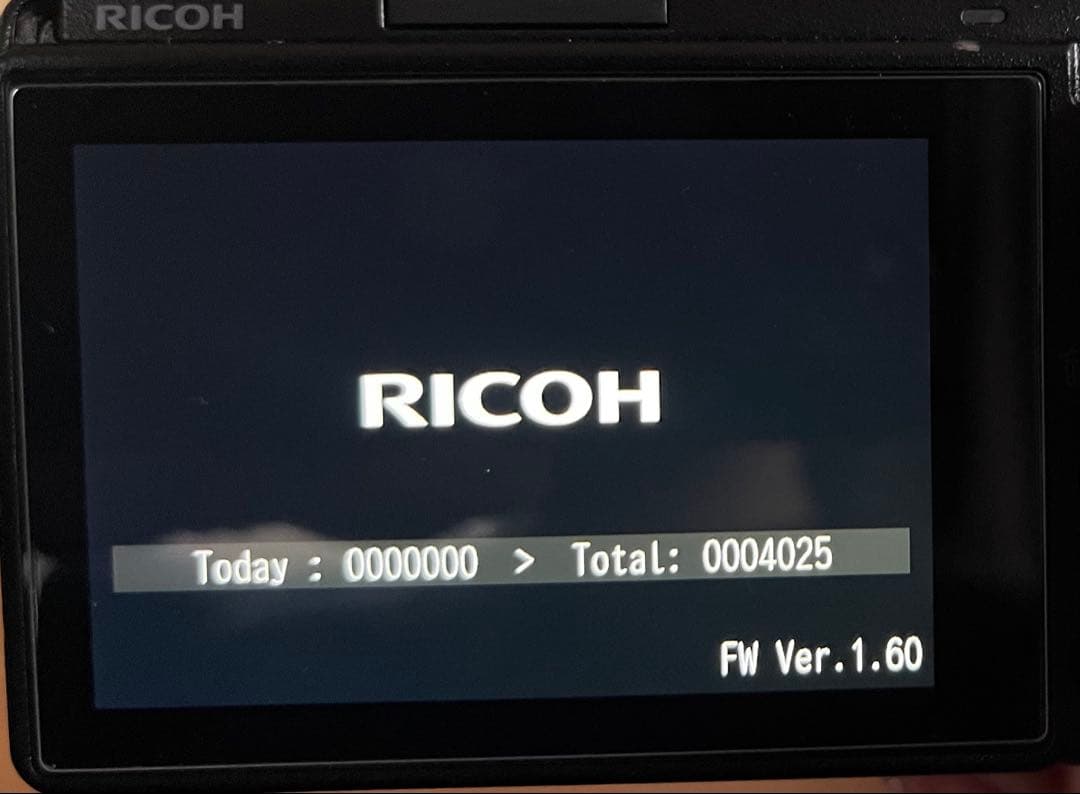 RICOH
RICOH
Today : 0000000 > Total: 0004025
FW Ver.1.60